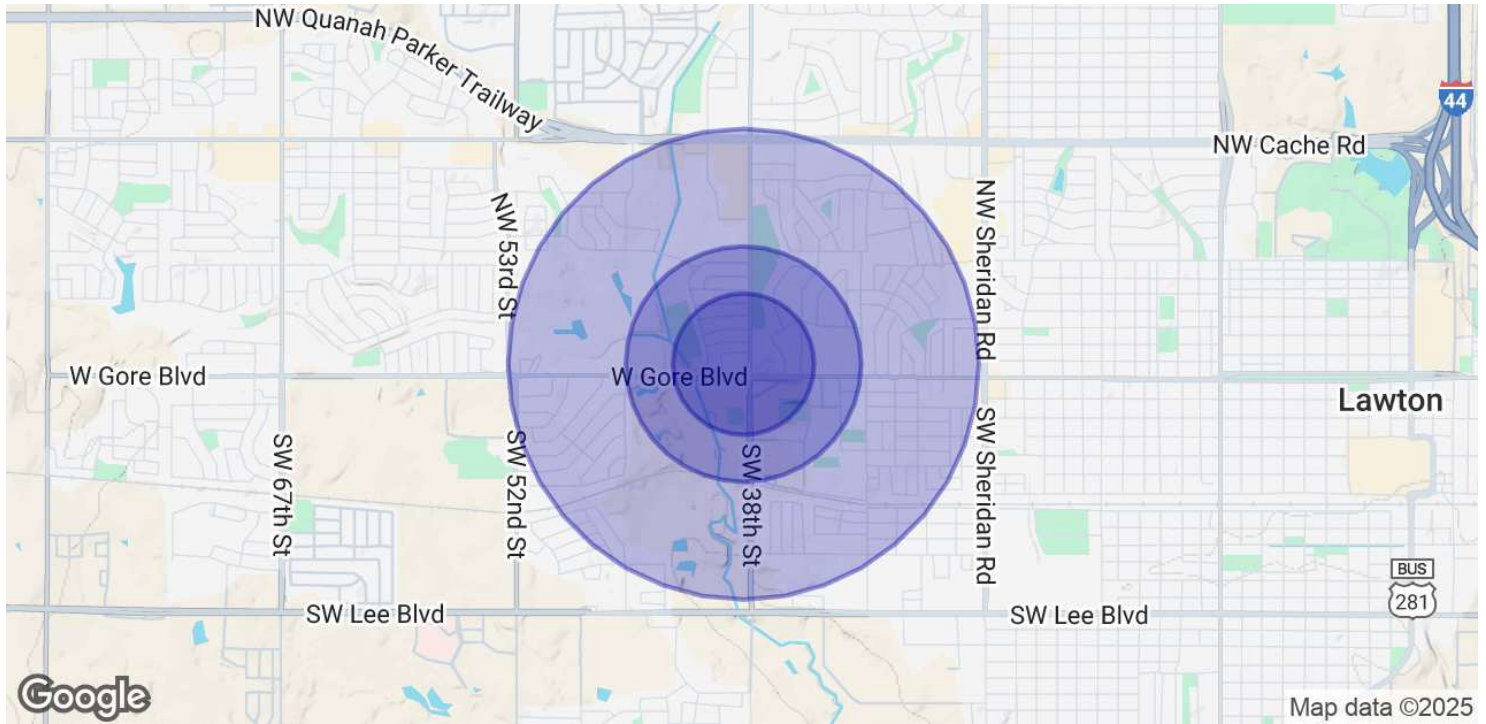 NW Quanah Parker Trailway
44
NW Cache Rd
NW 53rd St
NW Sheridan Rd
W Gore Blvd
W Gore Blvd
Lawton
SW 67th St
SW 52nd St
SW 38th St
SW Sheridan Rd
BUS
281
SW Lee Blvd
SW Lee Blvd
Google
Map data ©2025